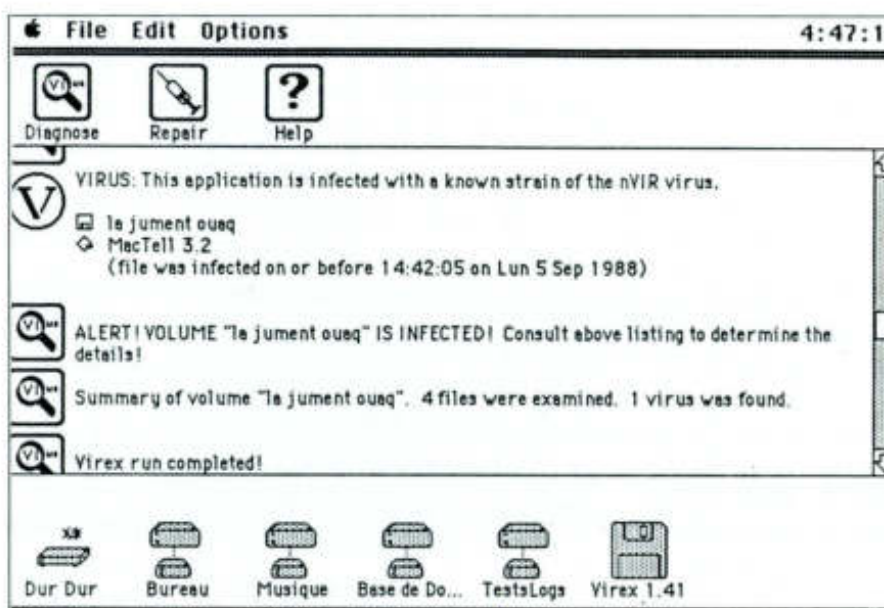 File Edit Options 4:47:1
Diagnose Repair Help
VIRUS: This application is infected with a known strain of the nVIR virus.
la jument ouaq
MacTell 3.2
(file was infected on or before 14:42:05 on Lun 5 Sep 1988)
ALERT! VOLUME "la jument ouaq" IS INFECTED! Consult above listing to determine the
details!
Summary of volume "la jument ouaq". 4 files were examined. 1 virus was found.
Virex run completed!
Dur Dur Bureau Musique Base de Do... TestsLogs Virex 1.41